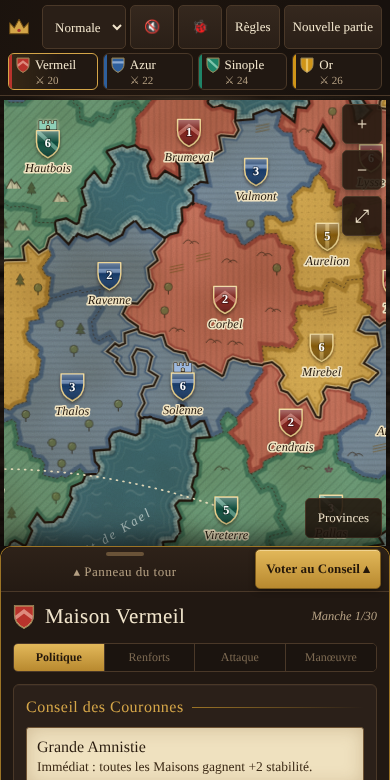 Normale Règles Nouvelle partie
Vermeil Azur Sinople Or
⚔ 20 ⚔ 22 ⚔ 24 ⚔ 26
6
Hautbois
1
Brumeval
3
Valmont
+
−
5
Aurelion
2
Ravenne
2
Corbel
6
Mirebel
3
Thalos
6
Solenne
2
Cendrais
de Kael
5
Vireterre
Provinces
▴ Panneau du tour
Voter au Conseil ▴
Maison Vermeil
Manche 1/30
Politique Renforts Attaque Manœuvre
Conseil des Couronnes
Grande Amnistie
Immédiat : toutes les Maisons gagnent +2 stabilité.